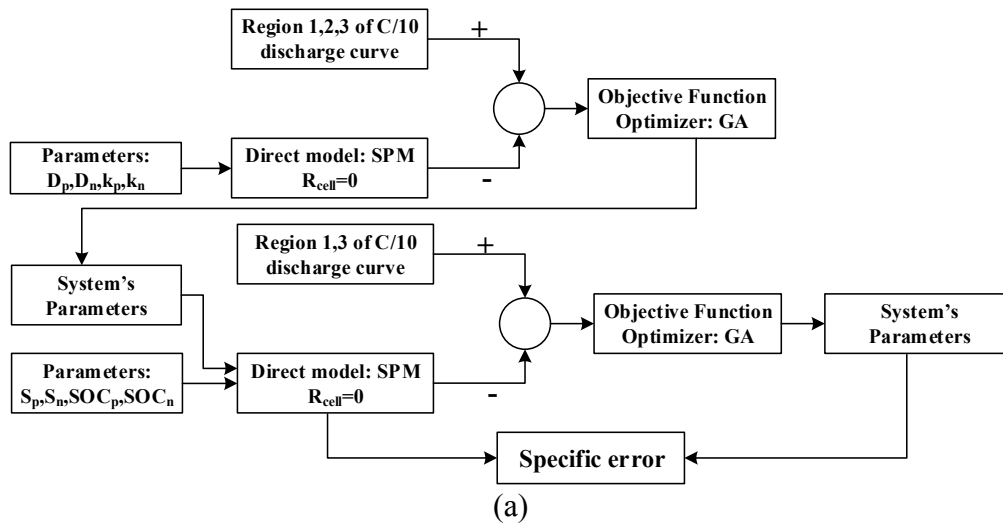 Region 1,2,3 of C/10
discharge curve
+
Objective Function
Optimizer: GA
Parameters:
Dp,Dn,kp,kn
Direct model: SPM
Rcell=0
-
Region 1,3 of C/10
discharge curve
+
System's
Parameters
Objective Function
Optimizer: GA
System's
Parameters
Parameters:
Sp,Sn,SOCp,SOCn
Direct model: SPM
Rcell=0
-
Specific error
(a)